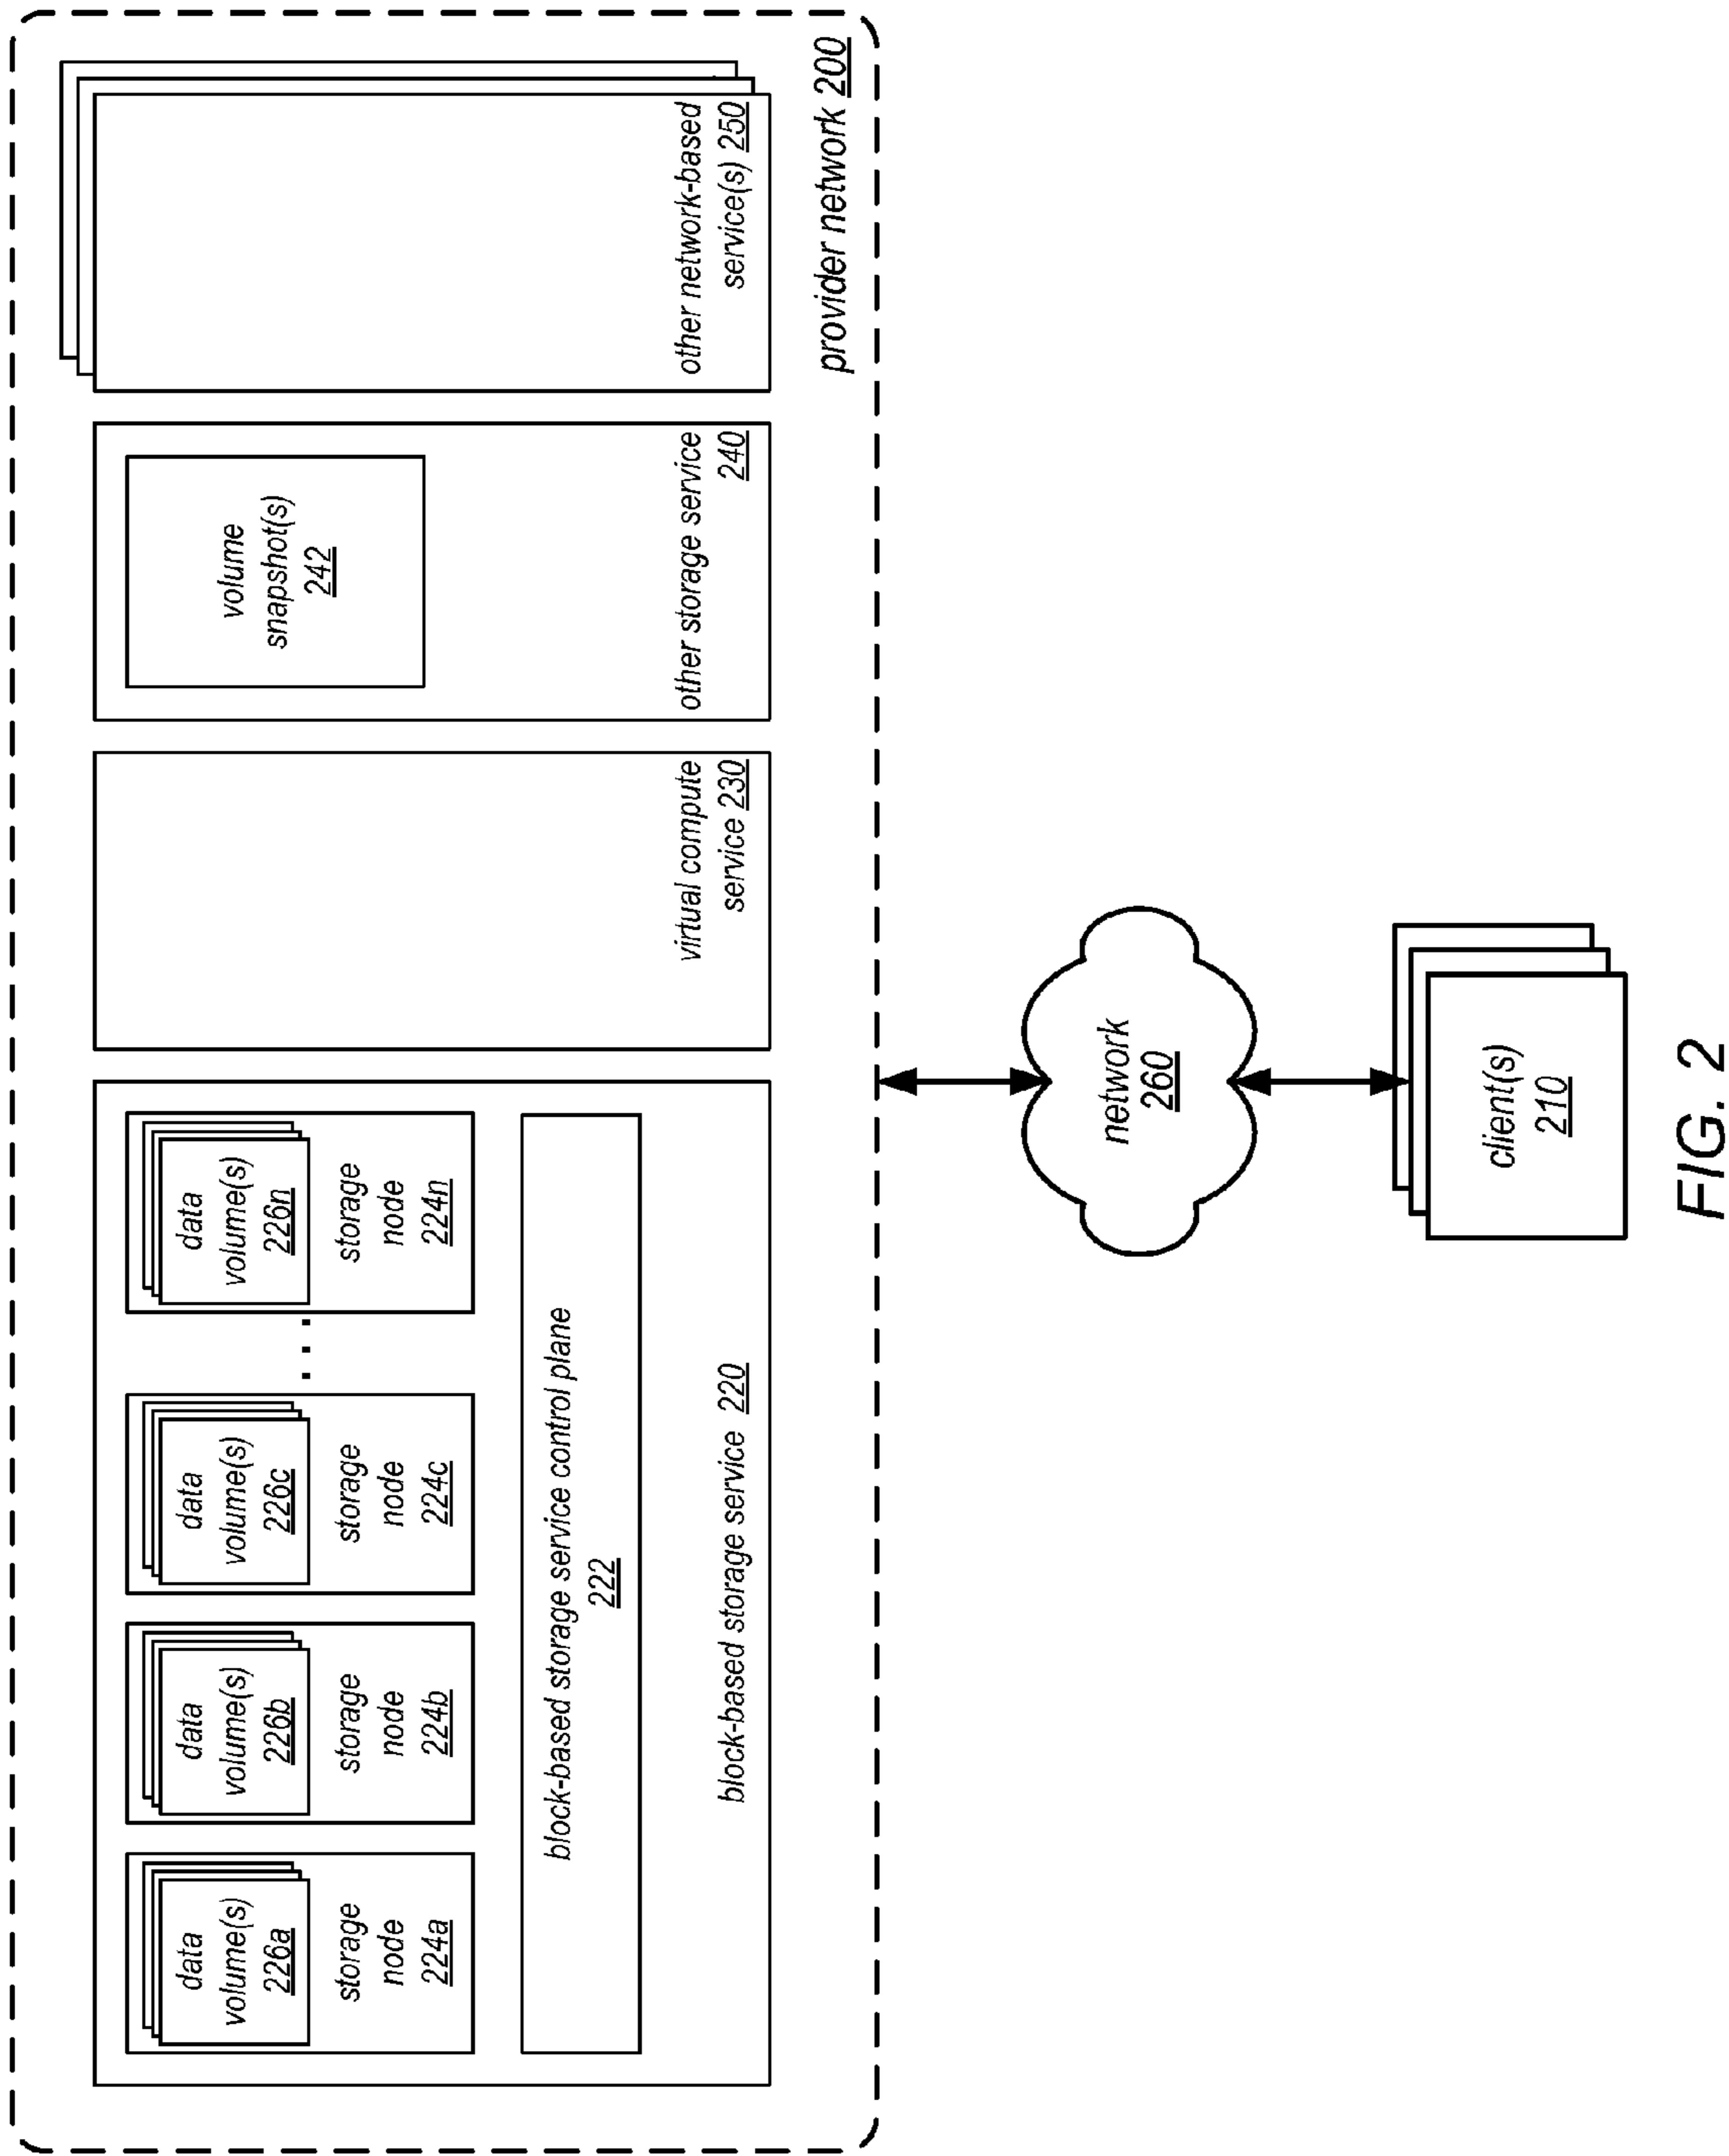 data
volume(s)
226a
storage
node
224a
data
volume(s)
226b
storage
node
224b
data
volume(s)
226c
storage
node
224c
. . .
data
volume(s)
226n
storage
node
224n
block-based storage service control plane
222
block-based storage service 220
virtual compute
service 230
volume
snapshot(s)
242
other storage service
240
other network-based
service(s) 250
provider network 200
network
260
client(s)
210
FIG. 2